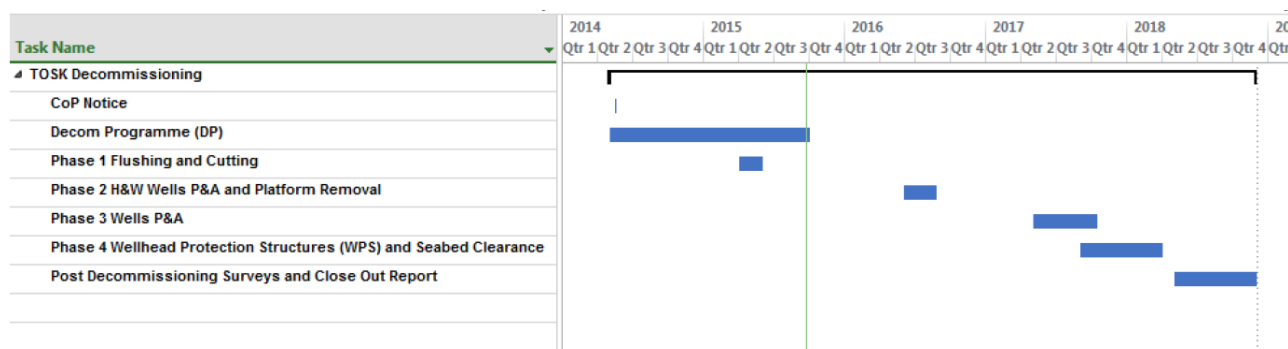 2014 2015 2016 2017 2018 20
Task Name Qtr 1 Qtr 2 Qtr 3 Qtr 4 Qtr 1 Qtr 2 Qtr 3 Qtr 4 Qtr 1 Qtr 2 Qtr 3 Qtr 4 Qtr 1 Qtr 2 Qtr 3 Qtr 4 Qtr 1 Qtr 2 Qtr 3 Qtr 4 Qtr
TOSK Decommissioning
CoP Notice
Decom Programme (DP)
Phase 1 Flushing and Cutting
Phase 2 H&W Wells P&A and Platform Removal
Phase 3 Wells P&A
Phase 4 Wellhead Protection Structures (WPS) and Seabed Clearance
Post Decommissioning Surveys and Close Out Report